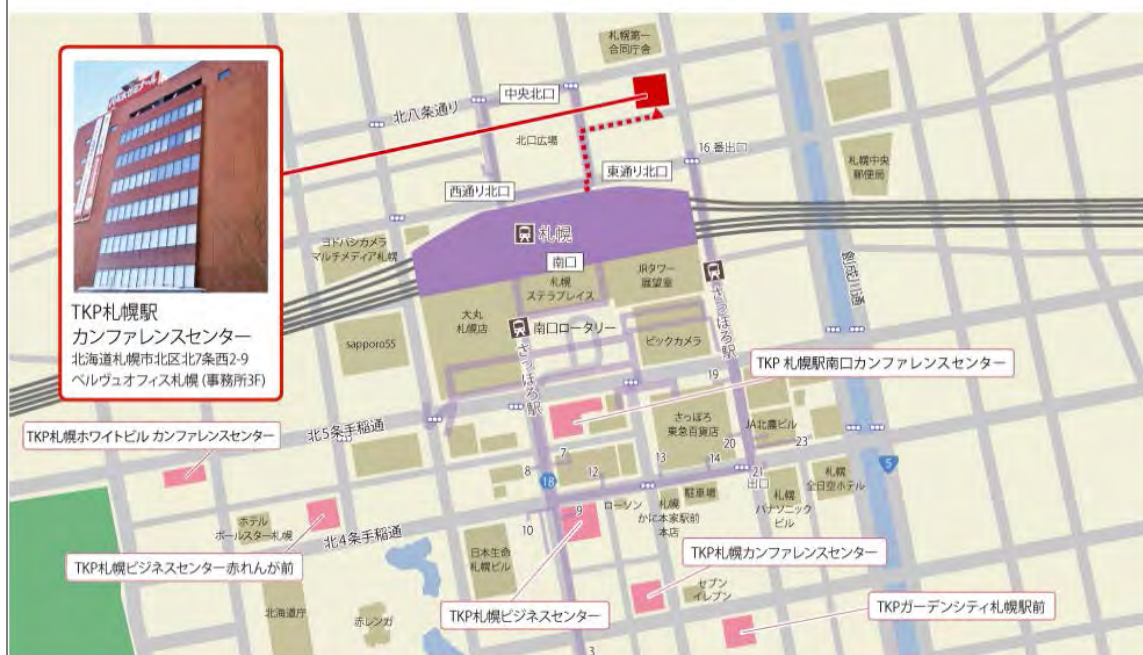 札幌第一
合同庁舎
中央北口
北八条通り
北口広場
16番出口
東通り北口
西通り北口
札幌中央
郵便局
ヨドバシカメラ
マルチメディア札幌
札幌
南口
札幌
ステラプレイス
JRタワー
展望室
創成川通
さっぽろ駅
TKP札幌駅
カンファレンスセンター
北海道札幌市北区北7条西2-9
ベルヴュオフィス札幌 (事務所3F)
大丸
札幌店
南口ロータリー
さっぽろ駅
sapporo55
ビックカメラ
TKP 札幌駅南口カンファレンスセンター
19
北5条手稲通
TKP札幌ホワイトビル カンファレンスセンター
さっぽろ
東急百貨店
JA北農ビル
20
23
7
8
12
13
14
21
出口
18
5
札幌
全日空ホテル
駐車場
札幌
パナソニック
ビル
ローソン
札幌
かに本家駅前
本店
9
10
ホテル
ポールスター札幌
北4条手稲通
日本生命
札幌ビル
TKP札幌カンファレンスセンター
TKP札幌ビジネスセンター赤れんが前
セブン
イレブン
北海道庁
赤レンガ
TKP札幌ビジネスセンター
TKPガーデンシティ札幌駅前
3